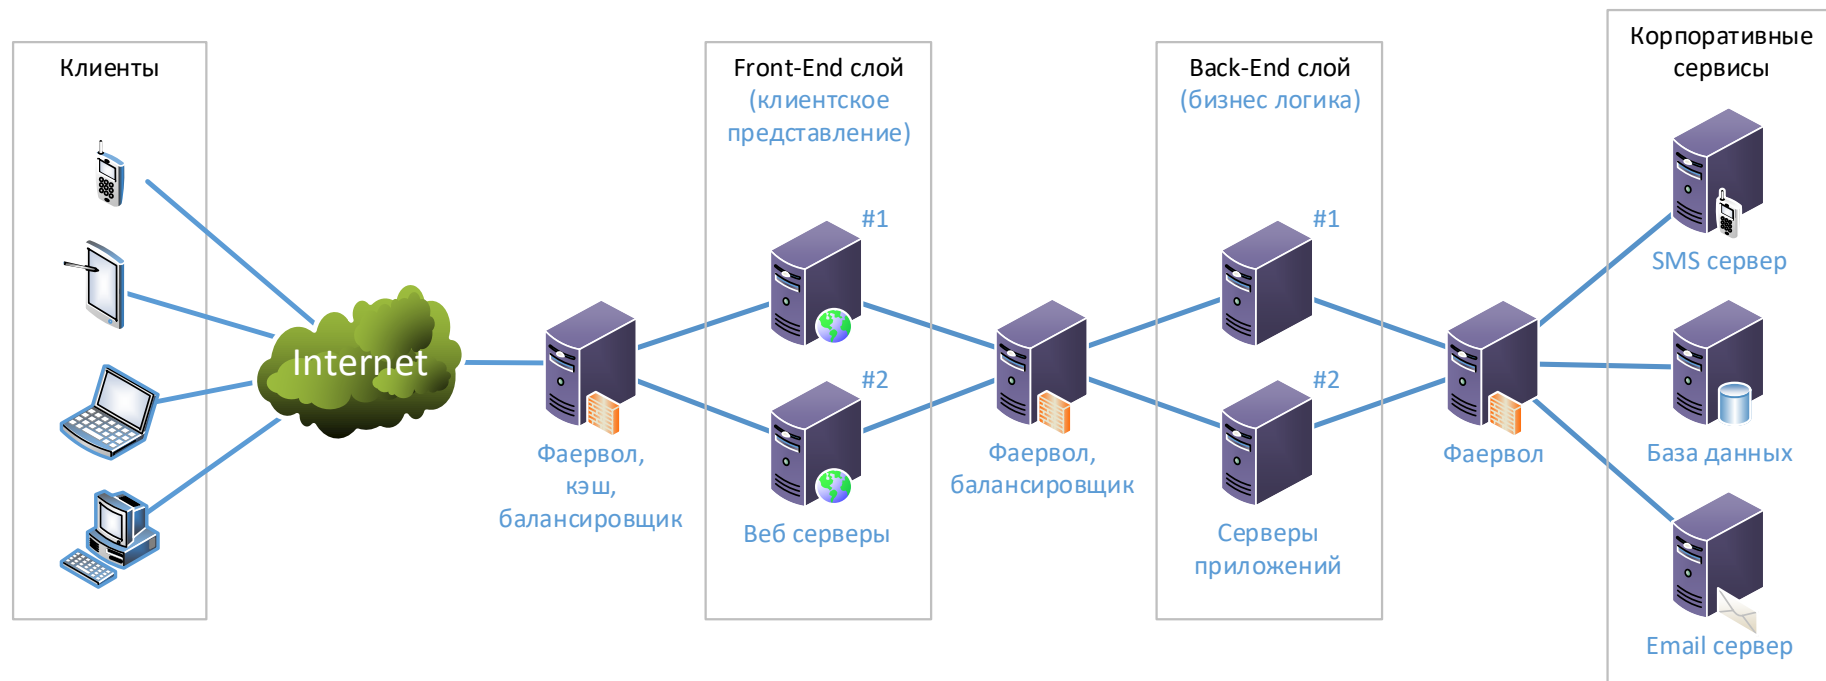 Клиенты
Internet
Фаервол,
кэш,
балансировщик
Front-End слой
(клиентское
представление)
#1
#2
Веб серверы
Фаервол,
балансировщик
Back-End слой
(бизнес логика)
#1
#2
Серверы
приложений
Фаервол
Корпоративные
сервисы
SMS сервер
База данных
Email сервер